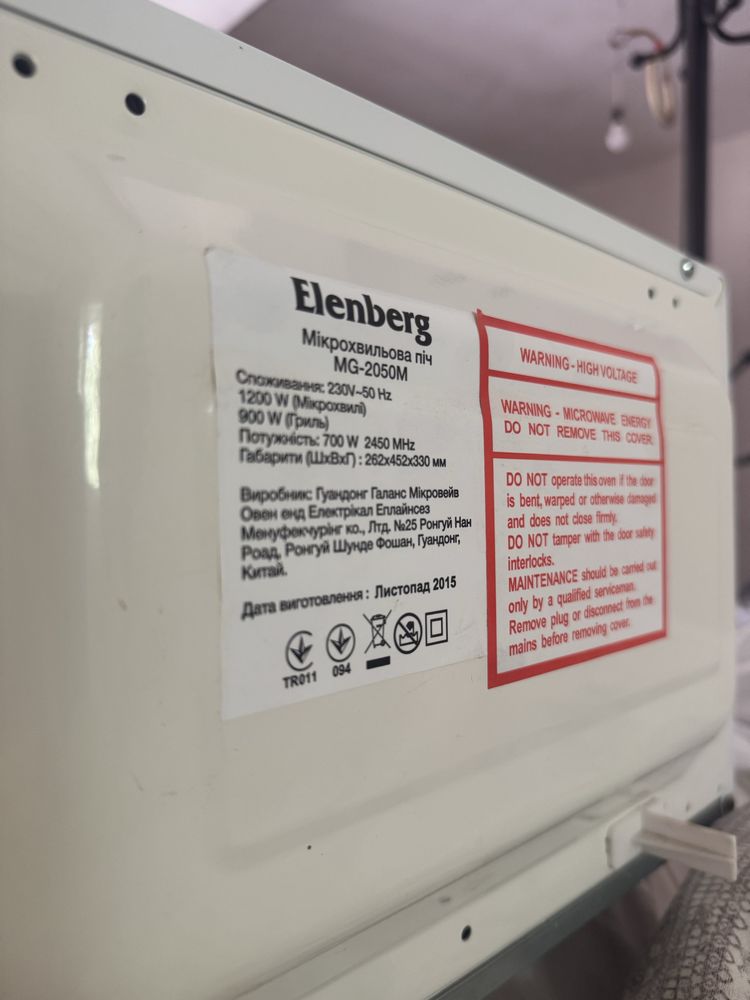 Elenberg
Мікрохвильова піч
MG-2050M
Споживання: 230V~50 Hz
1200 W (Мікрохвилі)
900 W (Гриль)
Потужність: 700 W 2450 MHz
Габарити (ШхВхГ) : 262х452х330 мм
Виробник: Гуандонг Галанс Мікровейв
Овен енд Електрікал Еплайнсез
Менуфекчурінг ко., Лтд. №25 Ронгуй Нан
Роад, Ронгуй Шунде Фошан, Гуандонг,
Китай.
Дата виготовлення : Листопад 2015
TR011
094
WARNING - HIGH VOLTAGE
WARNING - MICROWAVE ENERGY
DO NOT REMOVE THIS COVER.
DO NOT operate this oven if the door
is bent, warped or otherwise damaged
and does not close firmly.
DO NOT tamper with the door safety
interlocks.
MAINTENANCE should be carried out
only by a qualified serviceman.
Remove plug or disconnect from the
mains before removing cover.